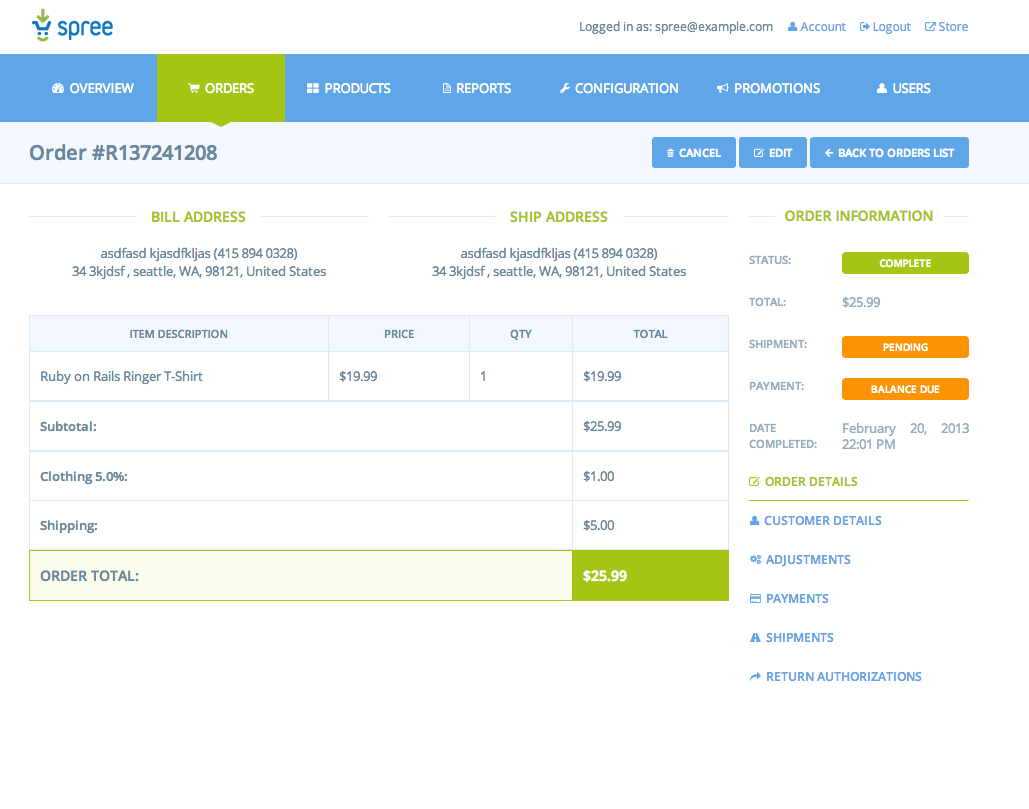 spree
Logged in as: spree@example.com Account Logout Store
OVERVIEW ORDERS PRODUCTS REPORTS CONFIGURATION PROMOTIONS USERS
Order #R137241208
CANCEL EDIT BACK TO ORDERS LIST
BILL ADDRESS
asdfasd kjasdfkljas (415 894 0328)
34 3kjdsf , seattle, WA, 98121, United States
SHIP ADDRESS
asdfasd kjasdfkljas (415 894 0328)
34 3kjdsf , seattle, WA, 98121, United States
ITEM DESCRIPTION PRICE QTY TOTAL
Ruby on Rails Ringer T-Shirt $19.99 1 $19.99
Subtotal: $25.99
Clothing 5.0%: $1.00
Shipping: $5.00
ORDER TOTAL: $25.99
ORDER INFORMATION
STATUS: COMPLETE
TOTAL: $25.99
SHIPMENT: PENDING
PAYMENT: BALANCE DUE
DATE COMPLETED: February 20, 2013 22:01 PM
ORDER DETAILS
CUSTOMER DETAILS
ADJUSTMENTS
PAYMENTS
SHIPMENTS
RETURN AUTHORIZATIONS